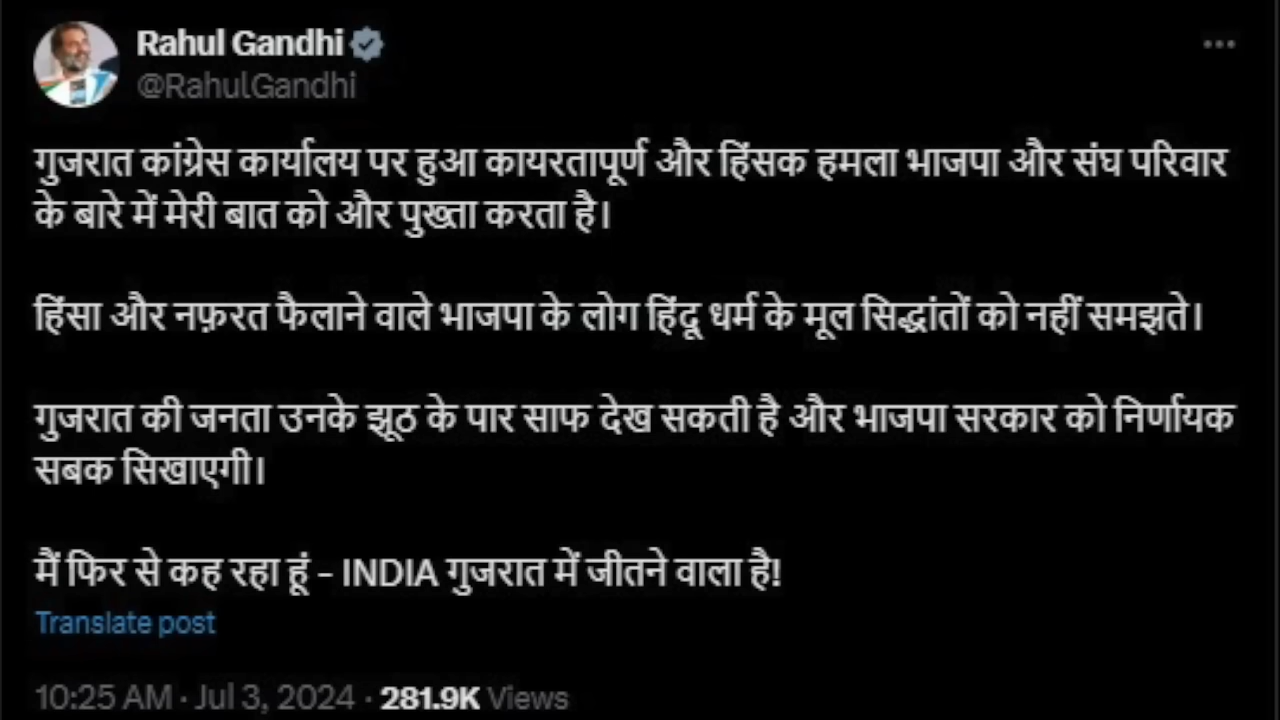 Rahul Gandhi
@RahulGandhi
गुजरात कांग्रेस कार्यालय पर हुआ कायरतापूर्ण और हिंसक हमला भाजपा और संघ परिवार
के बारे में मेरी बात को और पुख्ता करता है।
हिंसा और नफ़रत फैलाने वाले भाजपा के लोग हिंदू धर्म के मूल सिद्धांतों को नहीं समझते।
गुजरात की जनता उनके झूठ के पार साफ देख सकती है और भाजपा सरकार को निर्णायक
सबक सिखाएगी।
मैं फिर से कह रहा हूं - INDIA गुजरात में जीतने वाला है!
Translate post
10:25 AM · Jul 3, 2024 · 281.9K Views